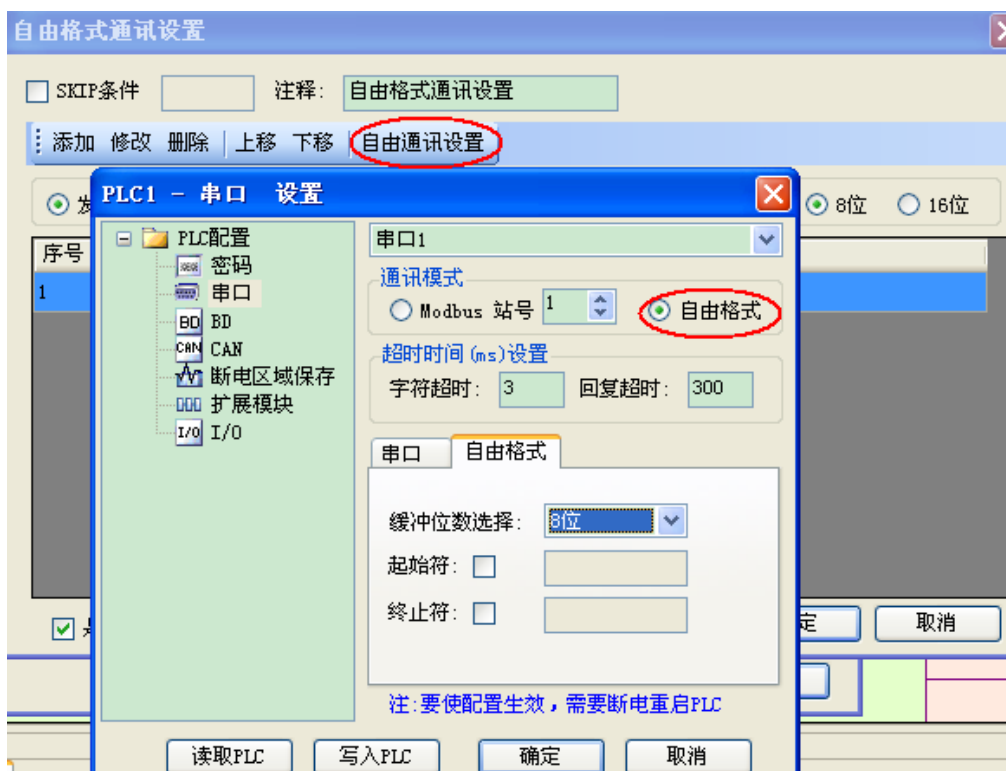 自由格式通讯设置
SKIP条件 注释: 自由格式通讯设置
添加 修改 删除 上移 下移 自由通讯设置
8位 16位
序号
1
PLC1 - 串口 设置
PLC配置
密码
串口
BD BD
CAN CAN
断电区域保存
扩展模块
I/O I/O
串口1
通讯模式
Modbus 站号 1 自由格式
超时时间(ms)设置
字符超时: 3 回复超时: 300
串口 自由格式
缓冲位数选择: 8位
起始符:
终止符:
注:要使配置生效,需要断电重启PLC
读取PLC 写入PLC 确定 取消
取消